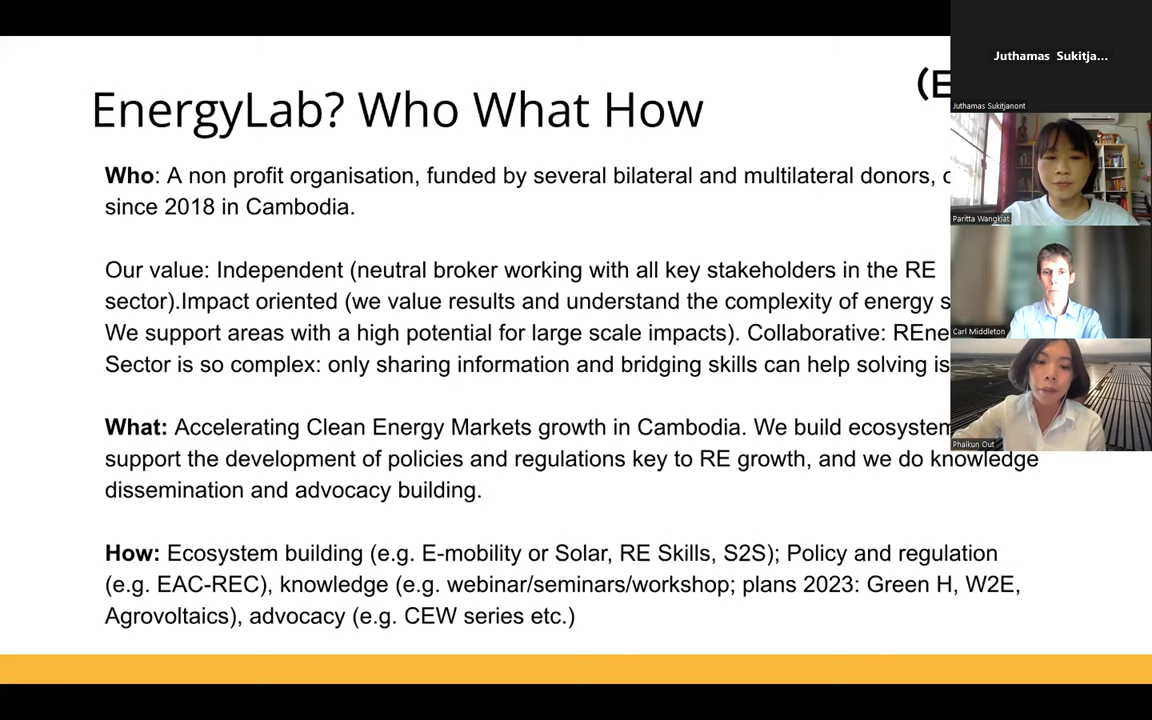 EnergyLab? Who What How
(E
Who: A non profit organisation, funded by several bilateral and multilateral donors,
since 2018 in Cambodia.
Our value: Independent (neutral broker working with all key stakeholders in the RE
sector).Impact oriented (we value results and understand the complexity of energy s
We support areas with a high potential for large scale impacts). Collaborative: REne
Sector is so complex: only sharing information and bridging skills can help solving is
What: Accelerating Clean Energy Markets growth in Cambodia. We build ecosystem
support the development of policies and regulations key to RE growth, and we do knowledge
dissemination and advocacy building.
How: Ecosystem building (e.g. E-mobility or Solar, RE Skills, S2S); Policy and regulation
(e.g. EAC-REC), knowledge (e.g. webinar/seminars/workshop; plans 2023: Green H, W2E,
Agrovoltaics), advocacy (e.g. CEW series etc.)
Juthamas Sukitja...
Juthamas Sukitjanont
Paritta Wangkiat
Carl Middleton
Phalkun Out